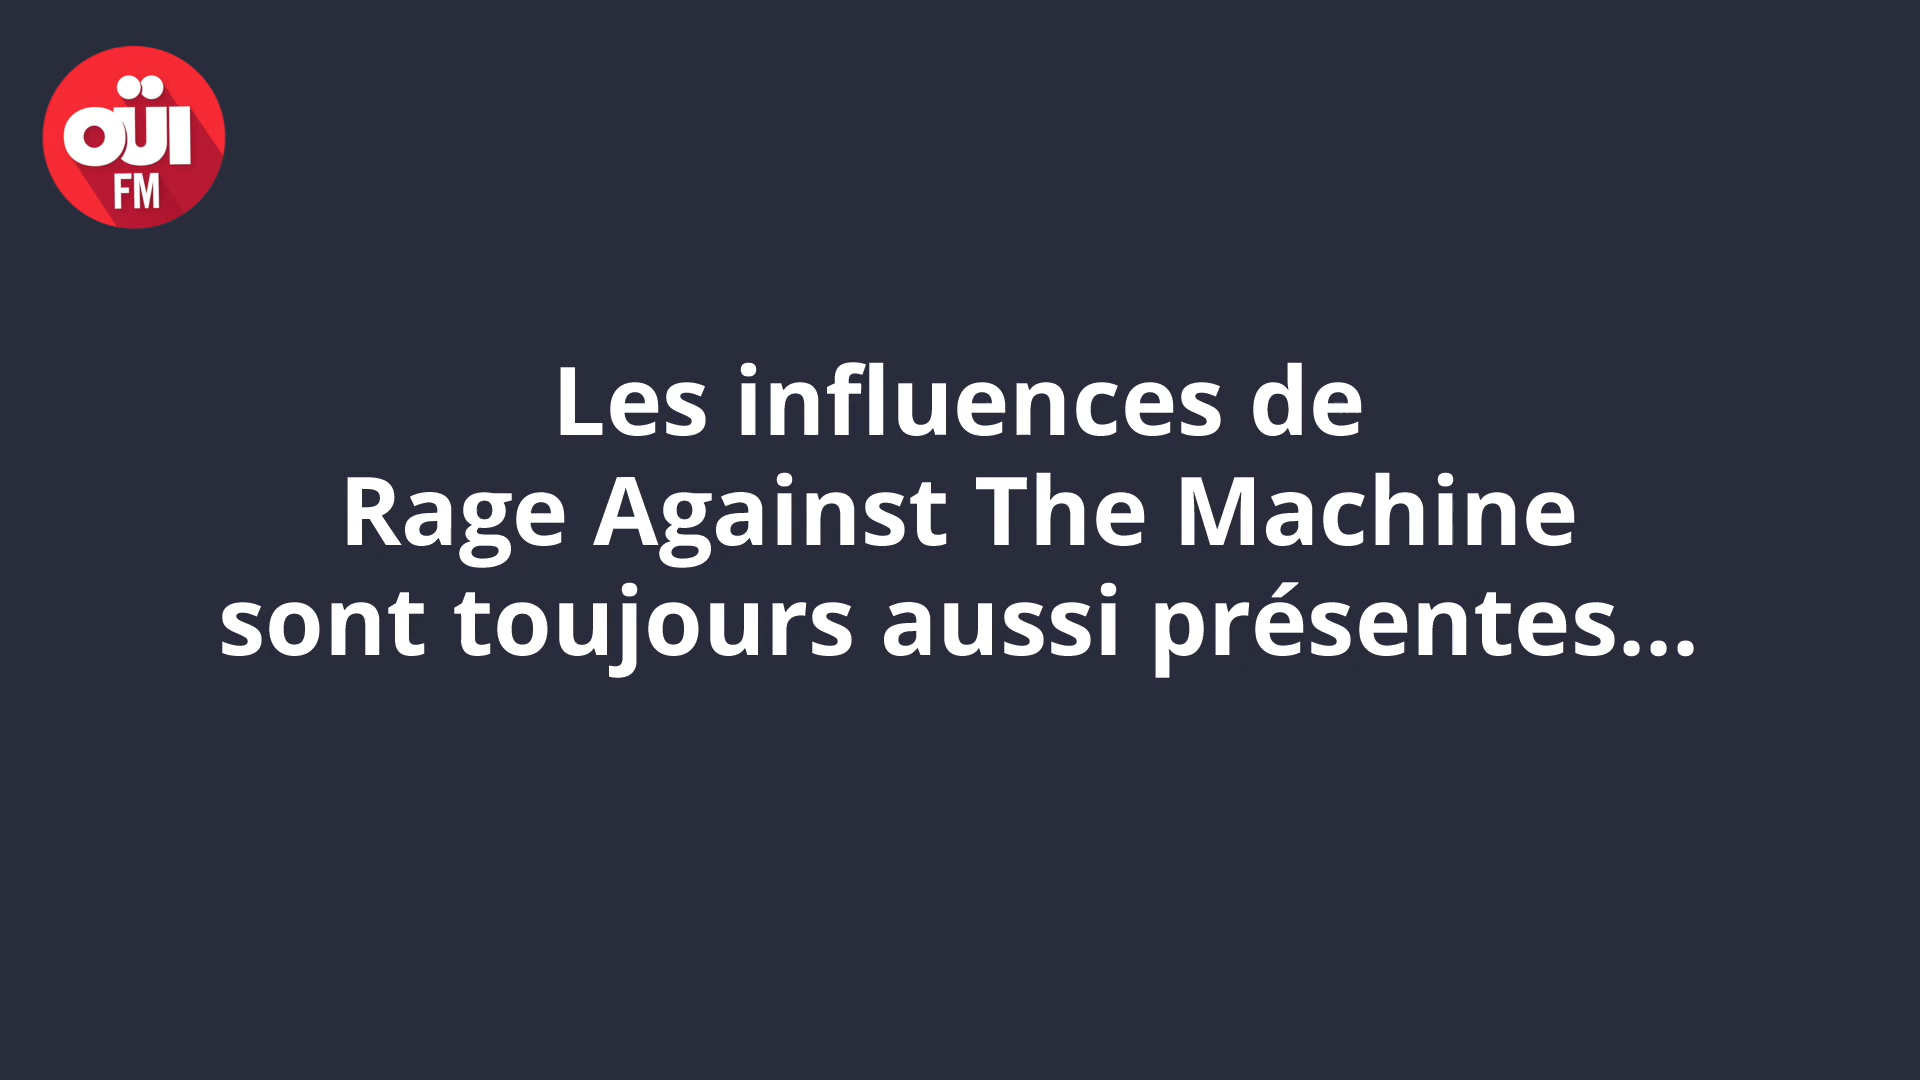 OÜI
FM
Les influences de
Rage Against The Machine
sont toujours aussi présentes...